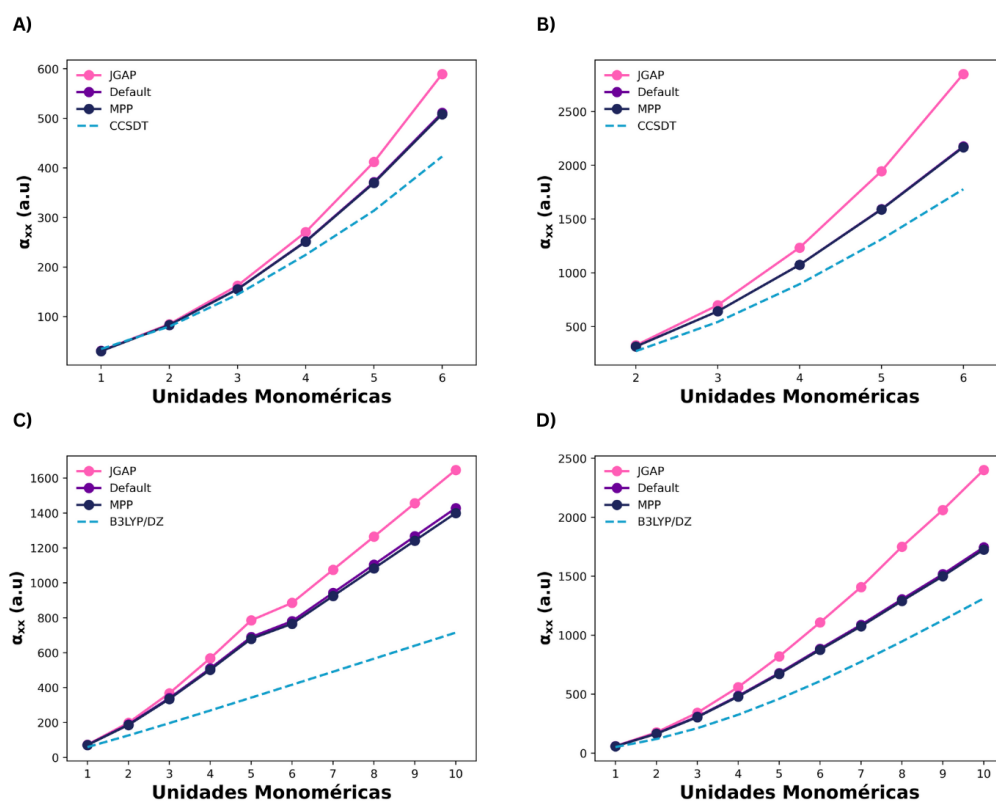 A)
JGAP
Default
MPP
CCSDT
600
500
400
300
200
100
αxx (a.u)
1 2 3 4 5 6
Unidades Monoméricas
B)
JGAP
Default
MPP
CCSDT
2500
2000
1500
1000
500
αxx (a.u)
2 3 4 5 6
Unidades Monoméricas
C)
JGAP
Default
MPP
B3LYP/DZ
1600
1400
1200
1000
800
600
400
200
0
αxx (a.u)
1 2 3 4 5 6 7 8 9 10
Unidades Monoméricas
D)
JGAP
Default
MPP
B3LYP/DZ
2500
2000
1500
1000
500
0
αxx (a.u)
1 2 3 4 5 6 7 8 9 10
Unidades Monoméricas